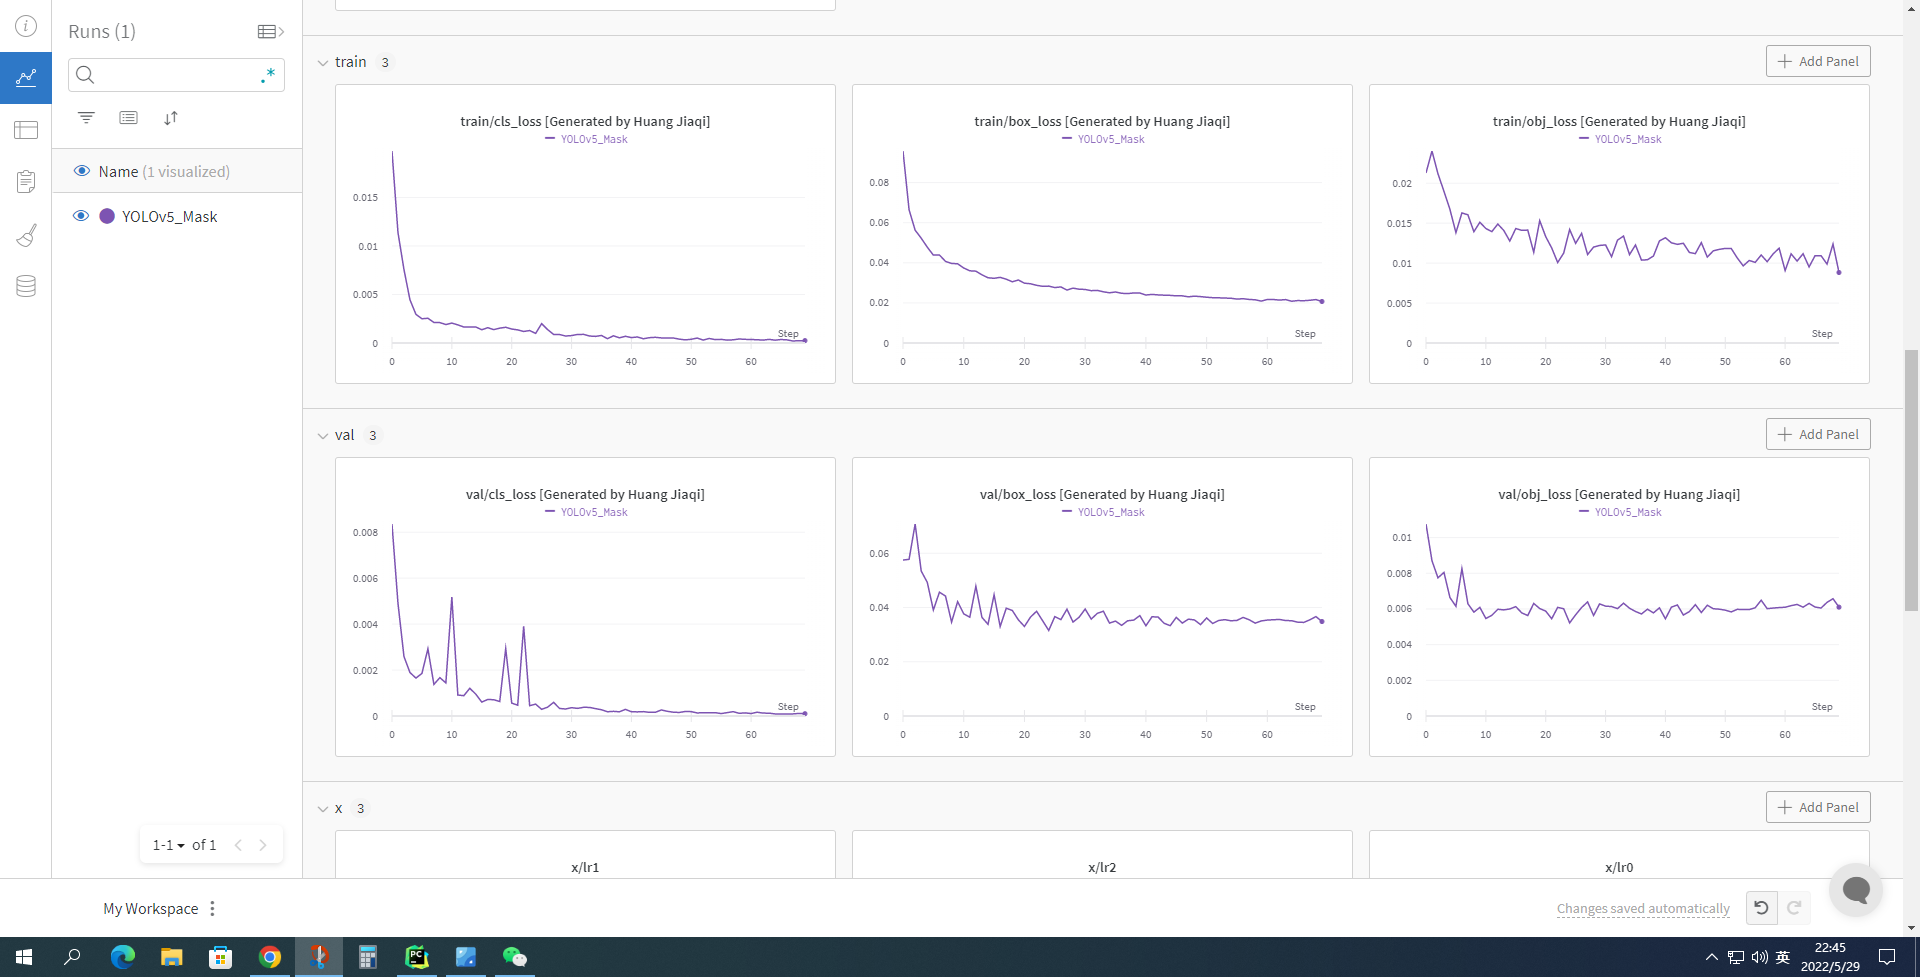 Runs (1)
.*
Name (1 visualized)
YOLOv5_Mask
1-1 of 1
train 3
Add Panel
train/cls_loss [Generated by Huang Jiaqi]
YOLOv5_Mask
0.015
0.01
0.005
0
Step
0 10 20 30 40 50 60
train/box_loss [Generated by Huang Jiaqi]
YOLOv5_Mask
0.08
0.06
0.04
0.02
0
Step
0 10 20 30 40 50 60
train/obj_loss [Generated by Huang Jiaqi]
YOLOv5_Mask
0.02
0.015
0.01
0.005
0
Step
0 10 20 30 40 50 60
val 3
Add Panel
val/cls_loss [Generated by Huang Jiaqi]
YOLOv5_Mask
0.008
0.006
0.004
0.002
0
Step
0 10 20 30 40 50 60
val/box_loss [Generated by Huang Jiaqi]
YOLOv5_Mask
0.06
0.04
0.02
0
Step
0 10 20 30 40 50 60
val/obj_loss [Generated by Huang Jiaqi]
YOLOv5_Mask
0.01
0.008
0.006
0.004
0.002
0
Step
0 10 20 30 40 50 60
x 3
Add Panel
x/lr1
x/lr2
x/lr0
My Workspace
Changes saved automatically
PC
英
22:45
2022/5/29